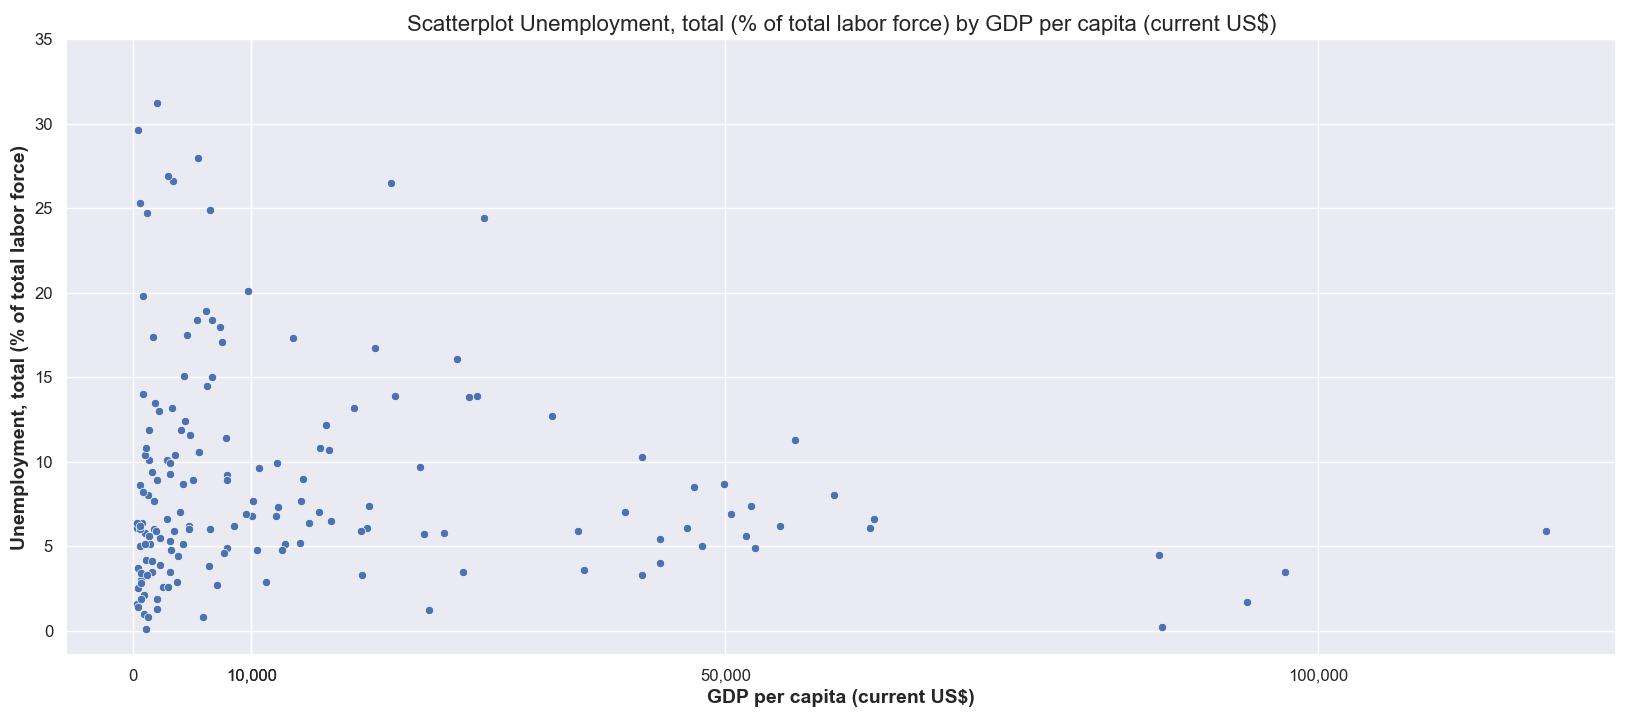 Scatterplot Unemployment, total (% of total labor force) by GDP per capita (current US$)
35
30
25
20
15
10
5
0
Unemployment, total (% of total labor force)
0 10,000 50,000 100,000
GDP per capita (current US$)